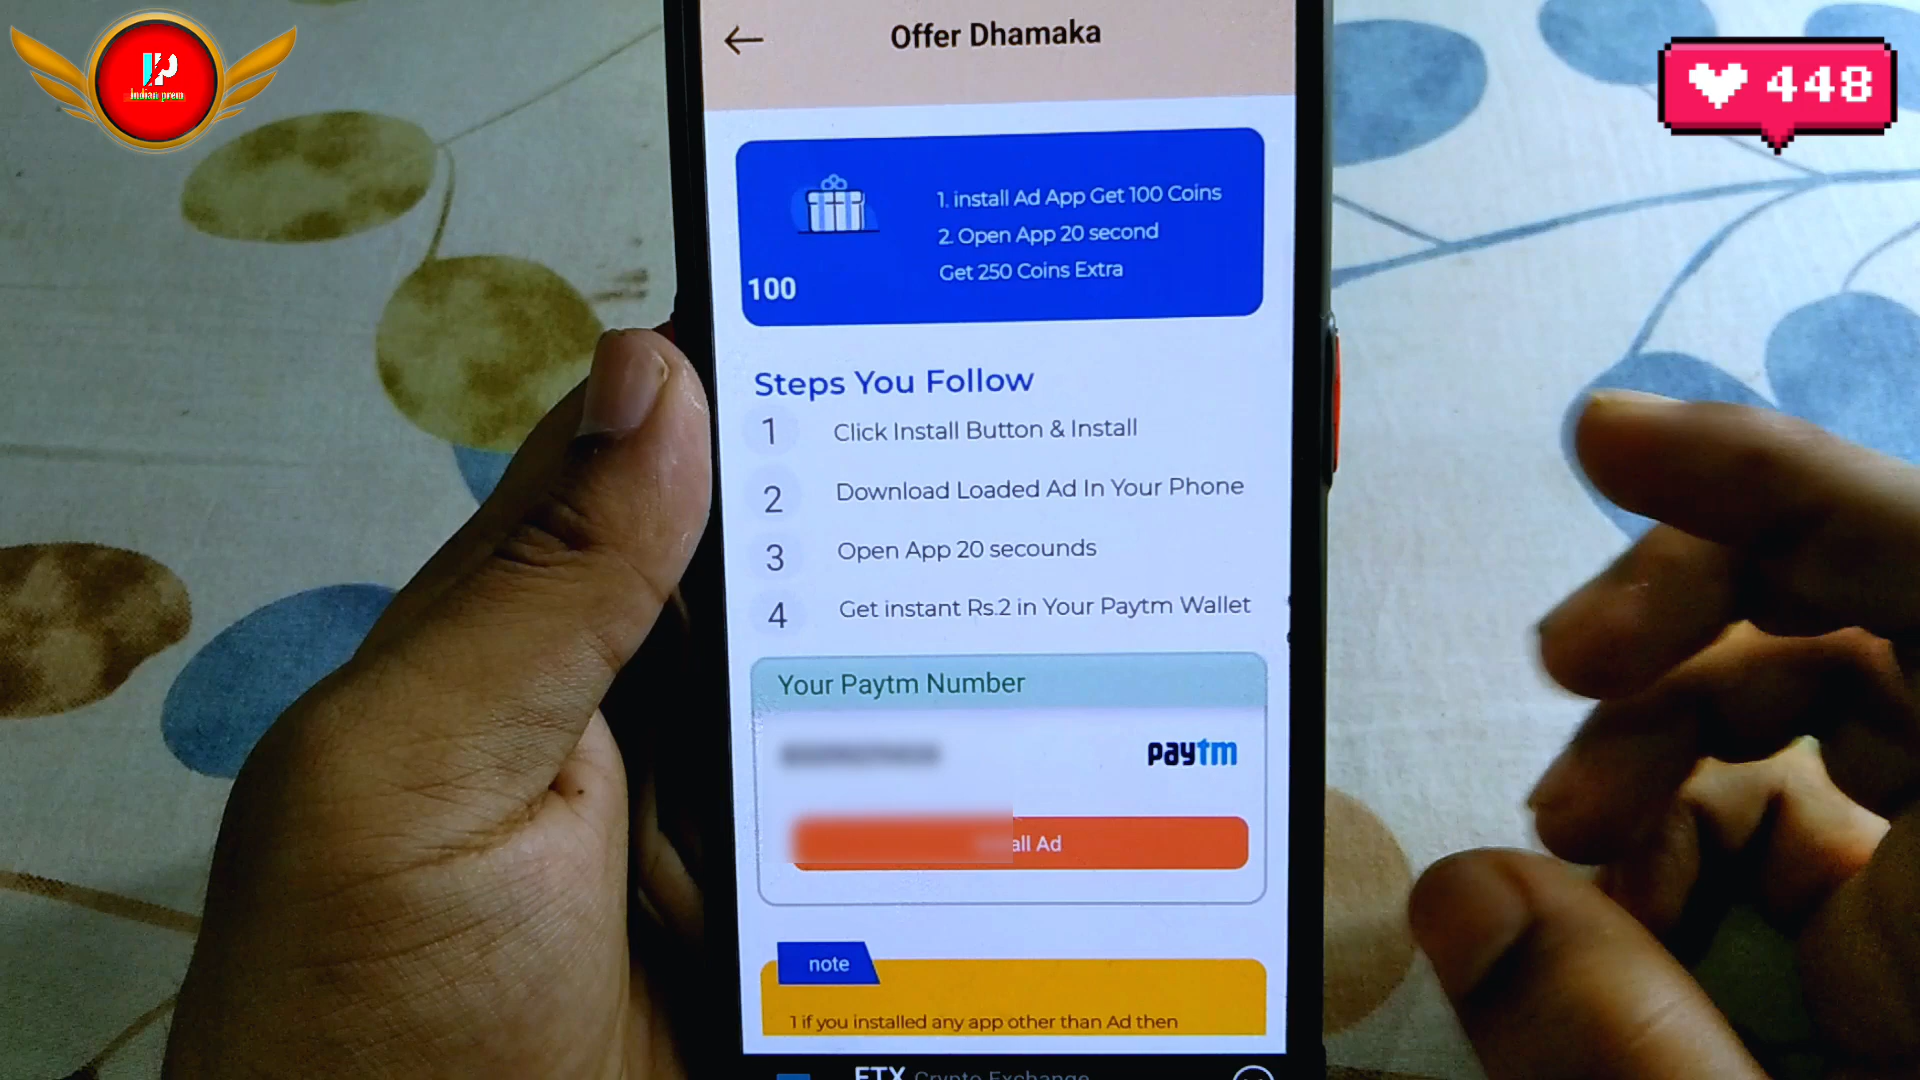 Indian prem
448
Offer Dhamaka
100
1. install Ad App Get 100 Coins
2. Open App 20 second
Get 250 Coins Extra
Steps You Follow
1 Click Install Button & Install
2 Download Loaded Ad In Your Phone
3 Open App 20 secounds
4 Get instant Rs.2 in Your Paytm Wallet
Your Paytm Number
paytm
all Ad
note
1 if you installed any app other than Ad then
FTX Crypto Exchange